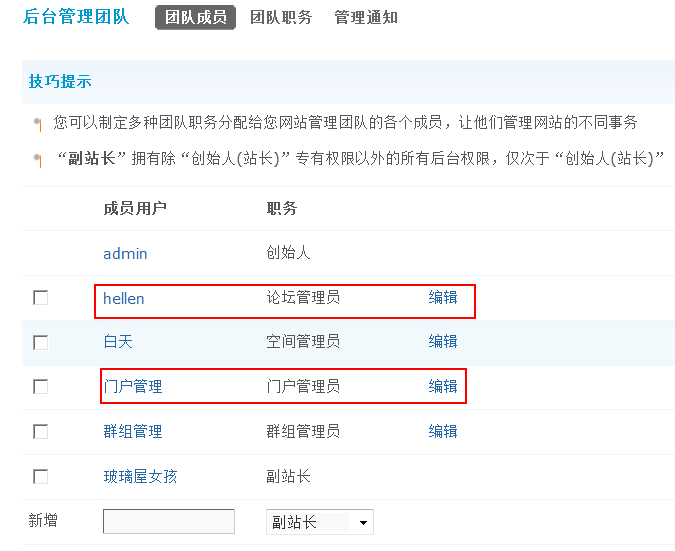 后台管理团队 团队成员 团队职务 管理通知
技巧提示
您可以制定多种团队职务分配给您网站管理团队的各个成员，让他们管理网站的不同事务
“副站长”拥有除“创始人(站长)”专有权限以外的所有后台权限，仅次于“创始人(站长)”
成员用户 职务
admin 创始人
hellen 论坛管理员 编辑
白天 空间管理员 编辑
门户管理 门户管理员 编辑
群组管理 群组管理员 编辑
玻璃屋女孩 副站长
新增 副站长